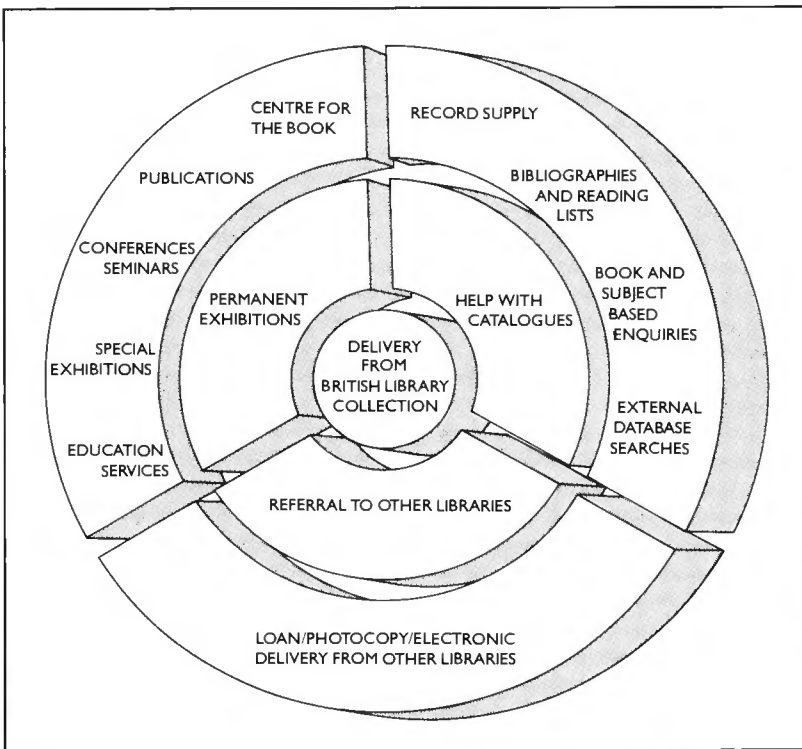 CENTRE FOR
THE BOOK
PUBLICATIONS
CONFERENCES
SEMINARS
SPECIAL
EXHIBITIONS
EDUCATION
SERVICES
PERMANENT
EXHIBITIONS
RECORD SUPPLY
BIBLIOGRAPHIES
AND READING
LISTS
BOOK AND
SUBJECT
BASED
ENQUIRIES
EXTERNAL
DATABASE
SEARCHES
HELP WITH
CATALOGUES
DELIVERY
FROM
BRITISH LIBRARY
COLLECTION
REFERRAL TO OTHER LIBRARIES
LOAN/PHOTOCOPY/ELECTRONIC
DELIVERY FROM OTHER LIBRARIES